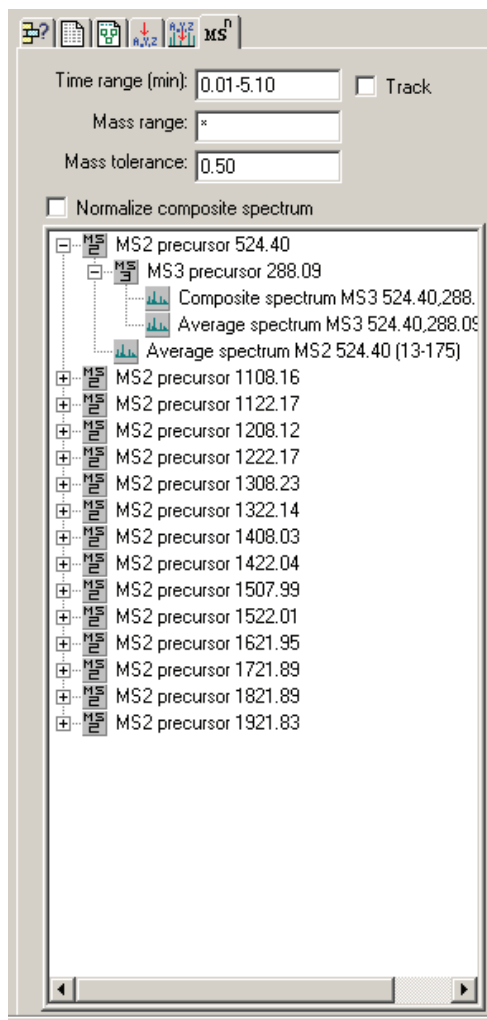 MSⁿ
Time range (min): 0.01-5.10 Track
Mass range: *
Mass tolerance: 0.50
Normalize composite spectrum
MS2 precursor 524.40
MS3 precursor 288.09
Composite spectrum MS3 524.40,288.
Average spectrum MS3 524.40,288.09
Average spectrum MS2 524.40 (13-175)
MS2 precursor 1108.16
MS2 precursor 1122.17
MS2 precursor 1208.12
MS2 precursor 1222.17
MS2 precursor 1308.23
MS2 precursor 1322.14
MS2 precursor 1408.03
MS2 precursor 1422.04
MS2 precursor 1507.99
MS2 precursor 1522.01
MS2 precursor 1621.95
MS2 precursor 1721.89
MS2 precursor 1821.89
MS2 precursor 1921.83